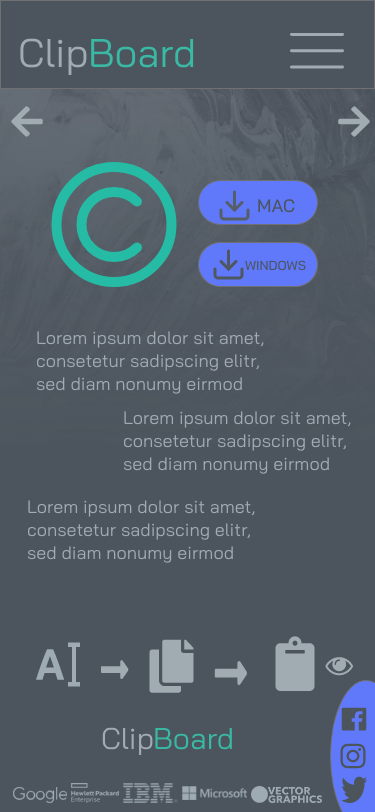 ClipBoard
MAC
WINDOWS
Lorem ipsum dolor sit amet,
consetetur sadipscing elitr,
sed diam nonumy eirmod
Lorem ipsum dolor sit amet,
consetetur sadipscing elitr,
sed diam nonumy eirmod
Lorem ipsum dolor sit amet,
consetetur sadipscing elitr,
sed diam nonumy eirmod
A
ClipBoard
Google Hewlett Packard Enterprise IBM Microsoft VECTOR GRAPHICS